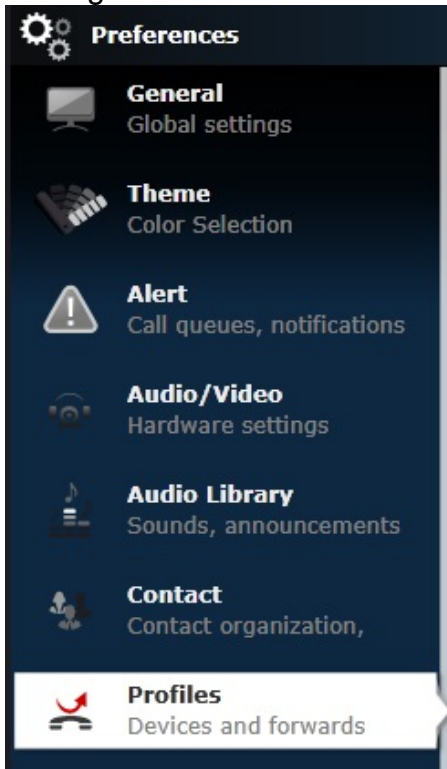 Preferences
General
Global settings
Theme
Color Selection
Alert
Call queues, notifications
Audio/Video
Hardware settings
Audio Library
Sounds, announcements
Contact
Contact organization,
Profiles
Devices and forwards